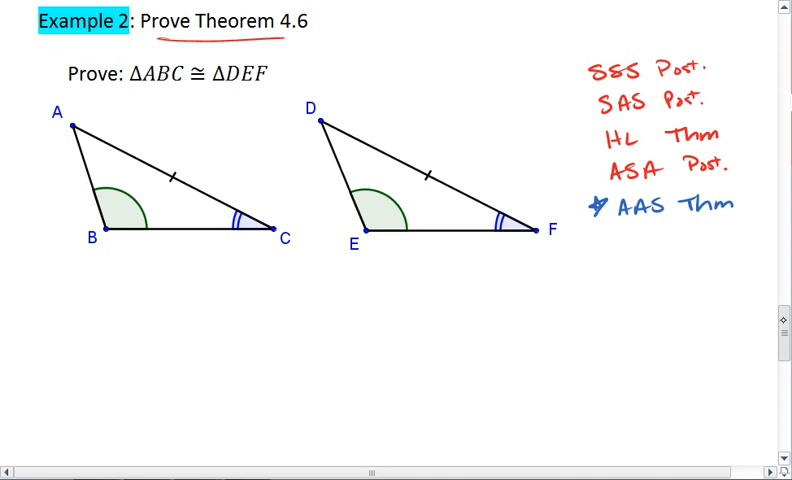 Example 2: Prove Theorem 4.6
Prove: ΔABC ≅ ΔDEF
SSS Post.
SAS Post.
HL Thm
ASA Post.
★ AAS Thm
A
D
B
C
E
F